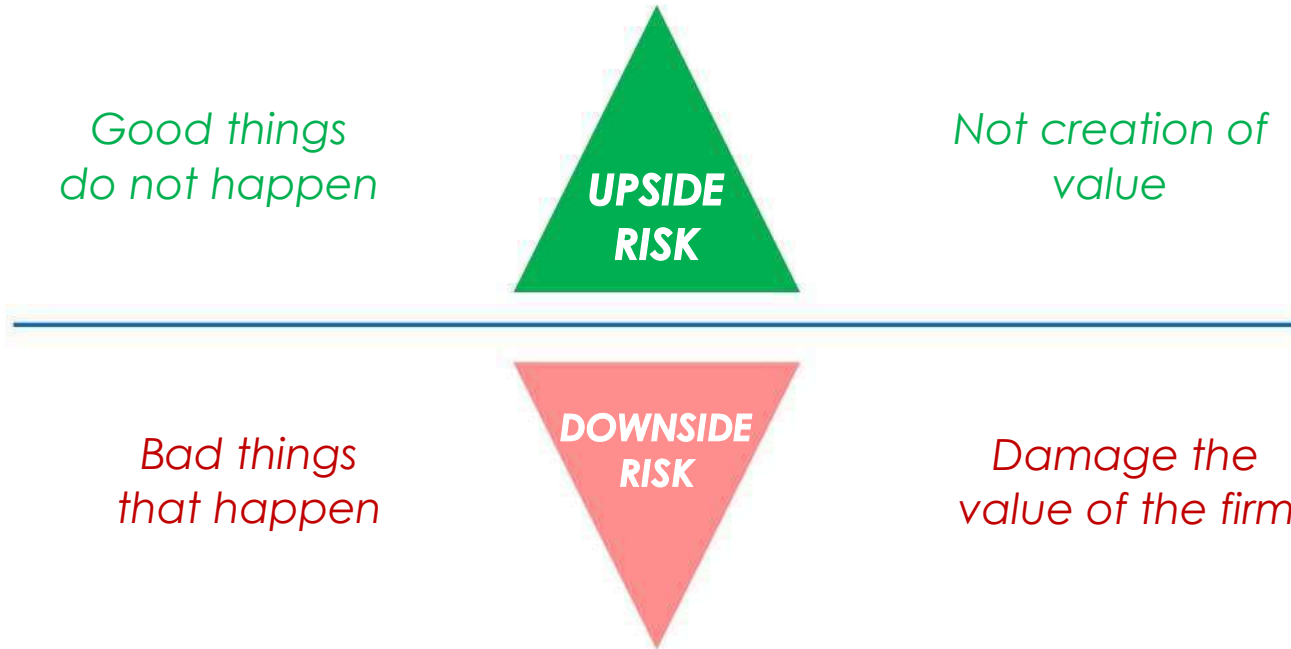 Good things
do not happen
UPSIDE
RISK
Not creation of
value
Bad things
that happen
DOWNSIDE
RISK
Damage the
value of the firm